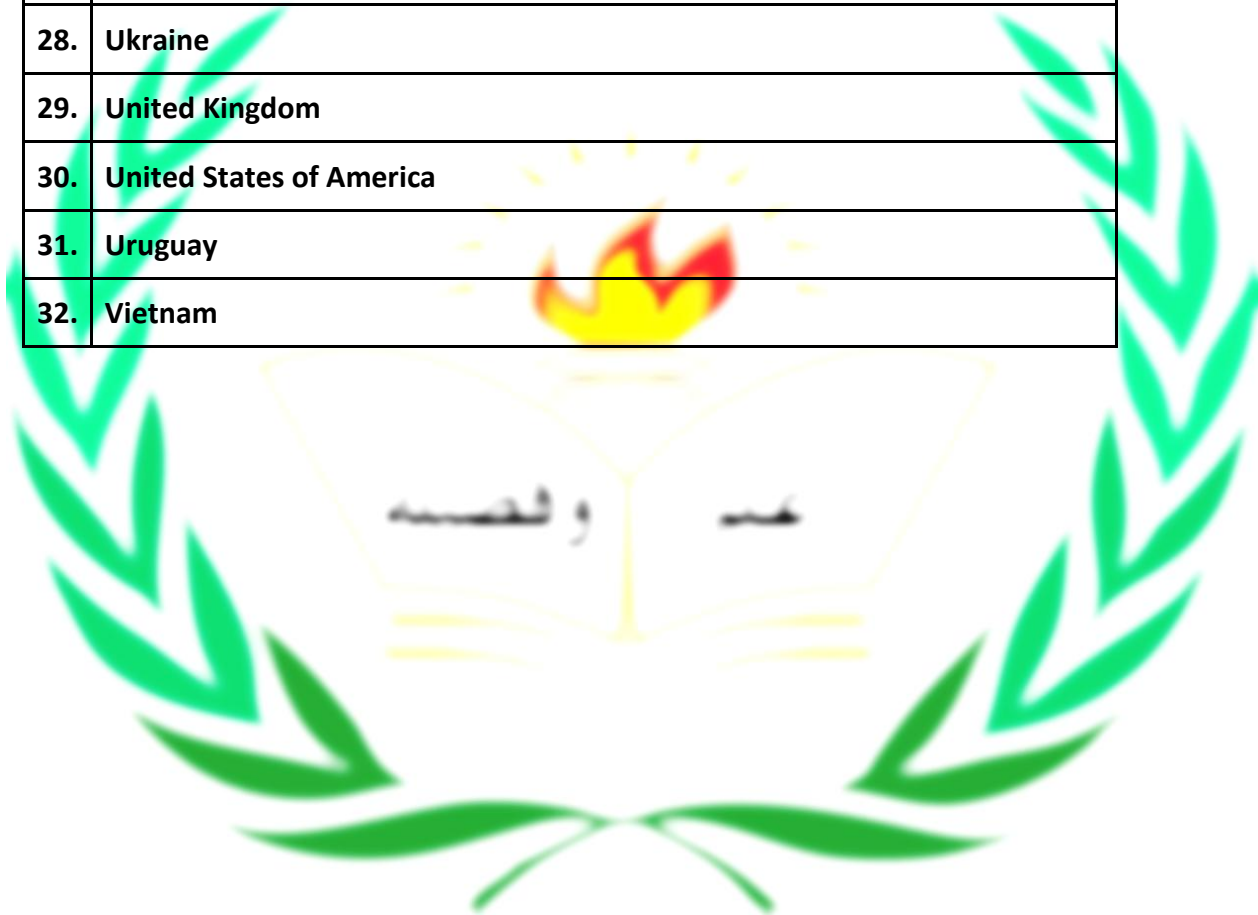 28. Ukraine
29. United Kingdom
30. United States of America
31. Uruguay
32. Vietnam